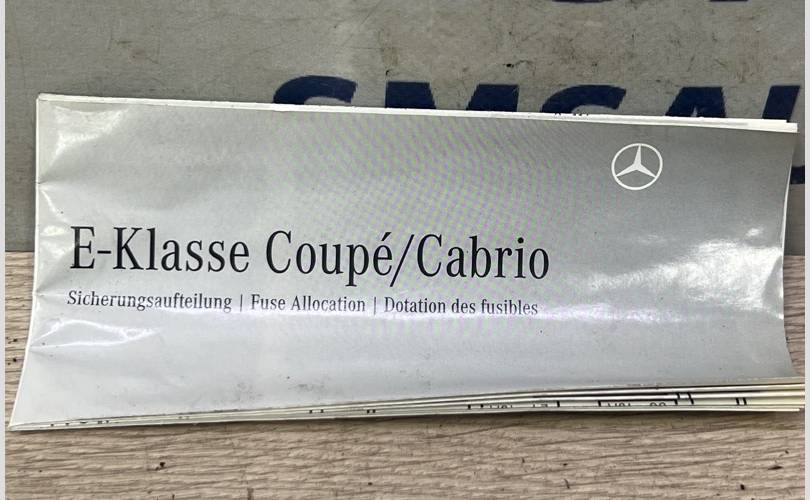 E-Klasse Coupé/Cabrio
Sicherungsaufteilung | Fuse Allocation | Dotation des fusibles